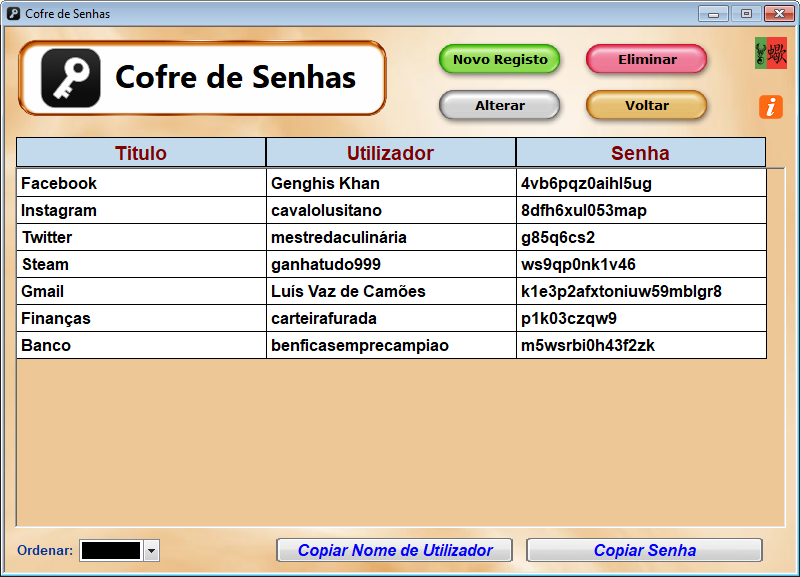 Cofre de Senhas
Cofre de Senhas
Novo Registo
Eliminar
Alterar
Voltar
i
Titulo Utilizador Senha
Facebook Genghis Khan 4vb6pqz0aihl5ug
Instagram cavalolusitano 8dfh6xul053map
Twitter mestredaculinária g85q6cs2
Steam ganhatudo999 ws9qp0nk1v46
Gmail Luís Vaz de Camões k1e3p2afxtoniuw59mblgr8
Finanças carteirafurada p1k03czqw9
Banco benficasemprecampiao m5wsrbi0h43f2zk
Ordenar:
Copiar Nome de Utilizador
Copiar Senha